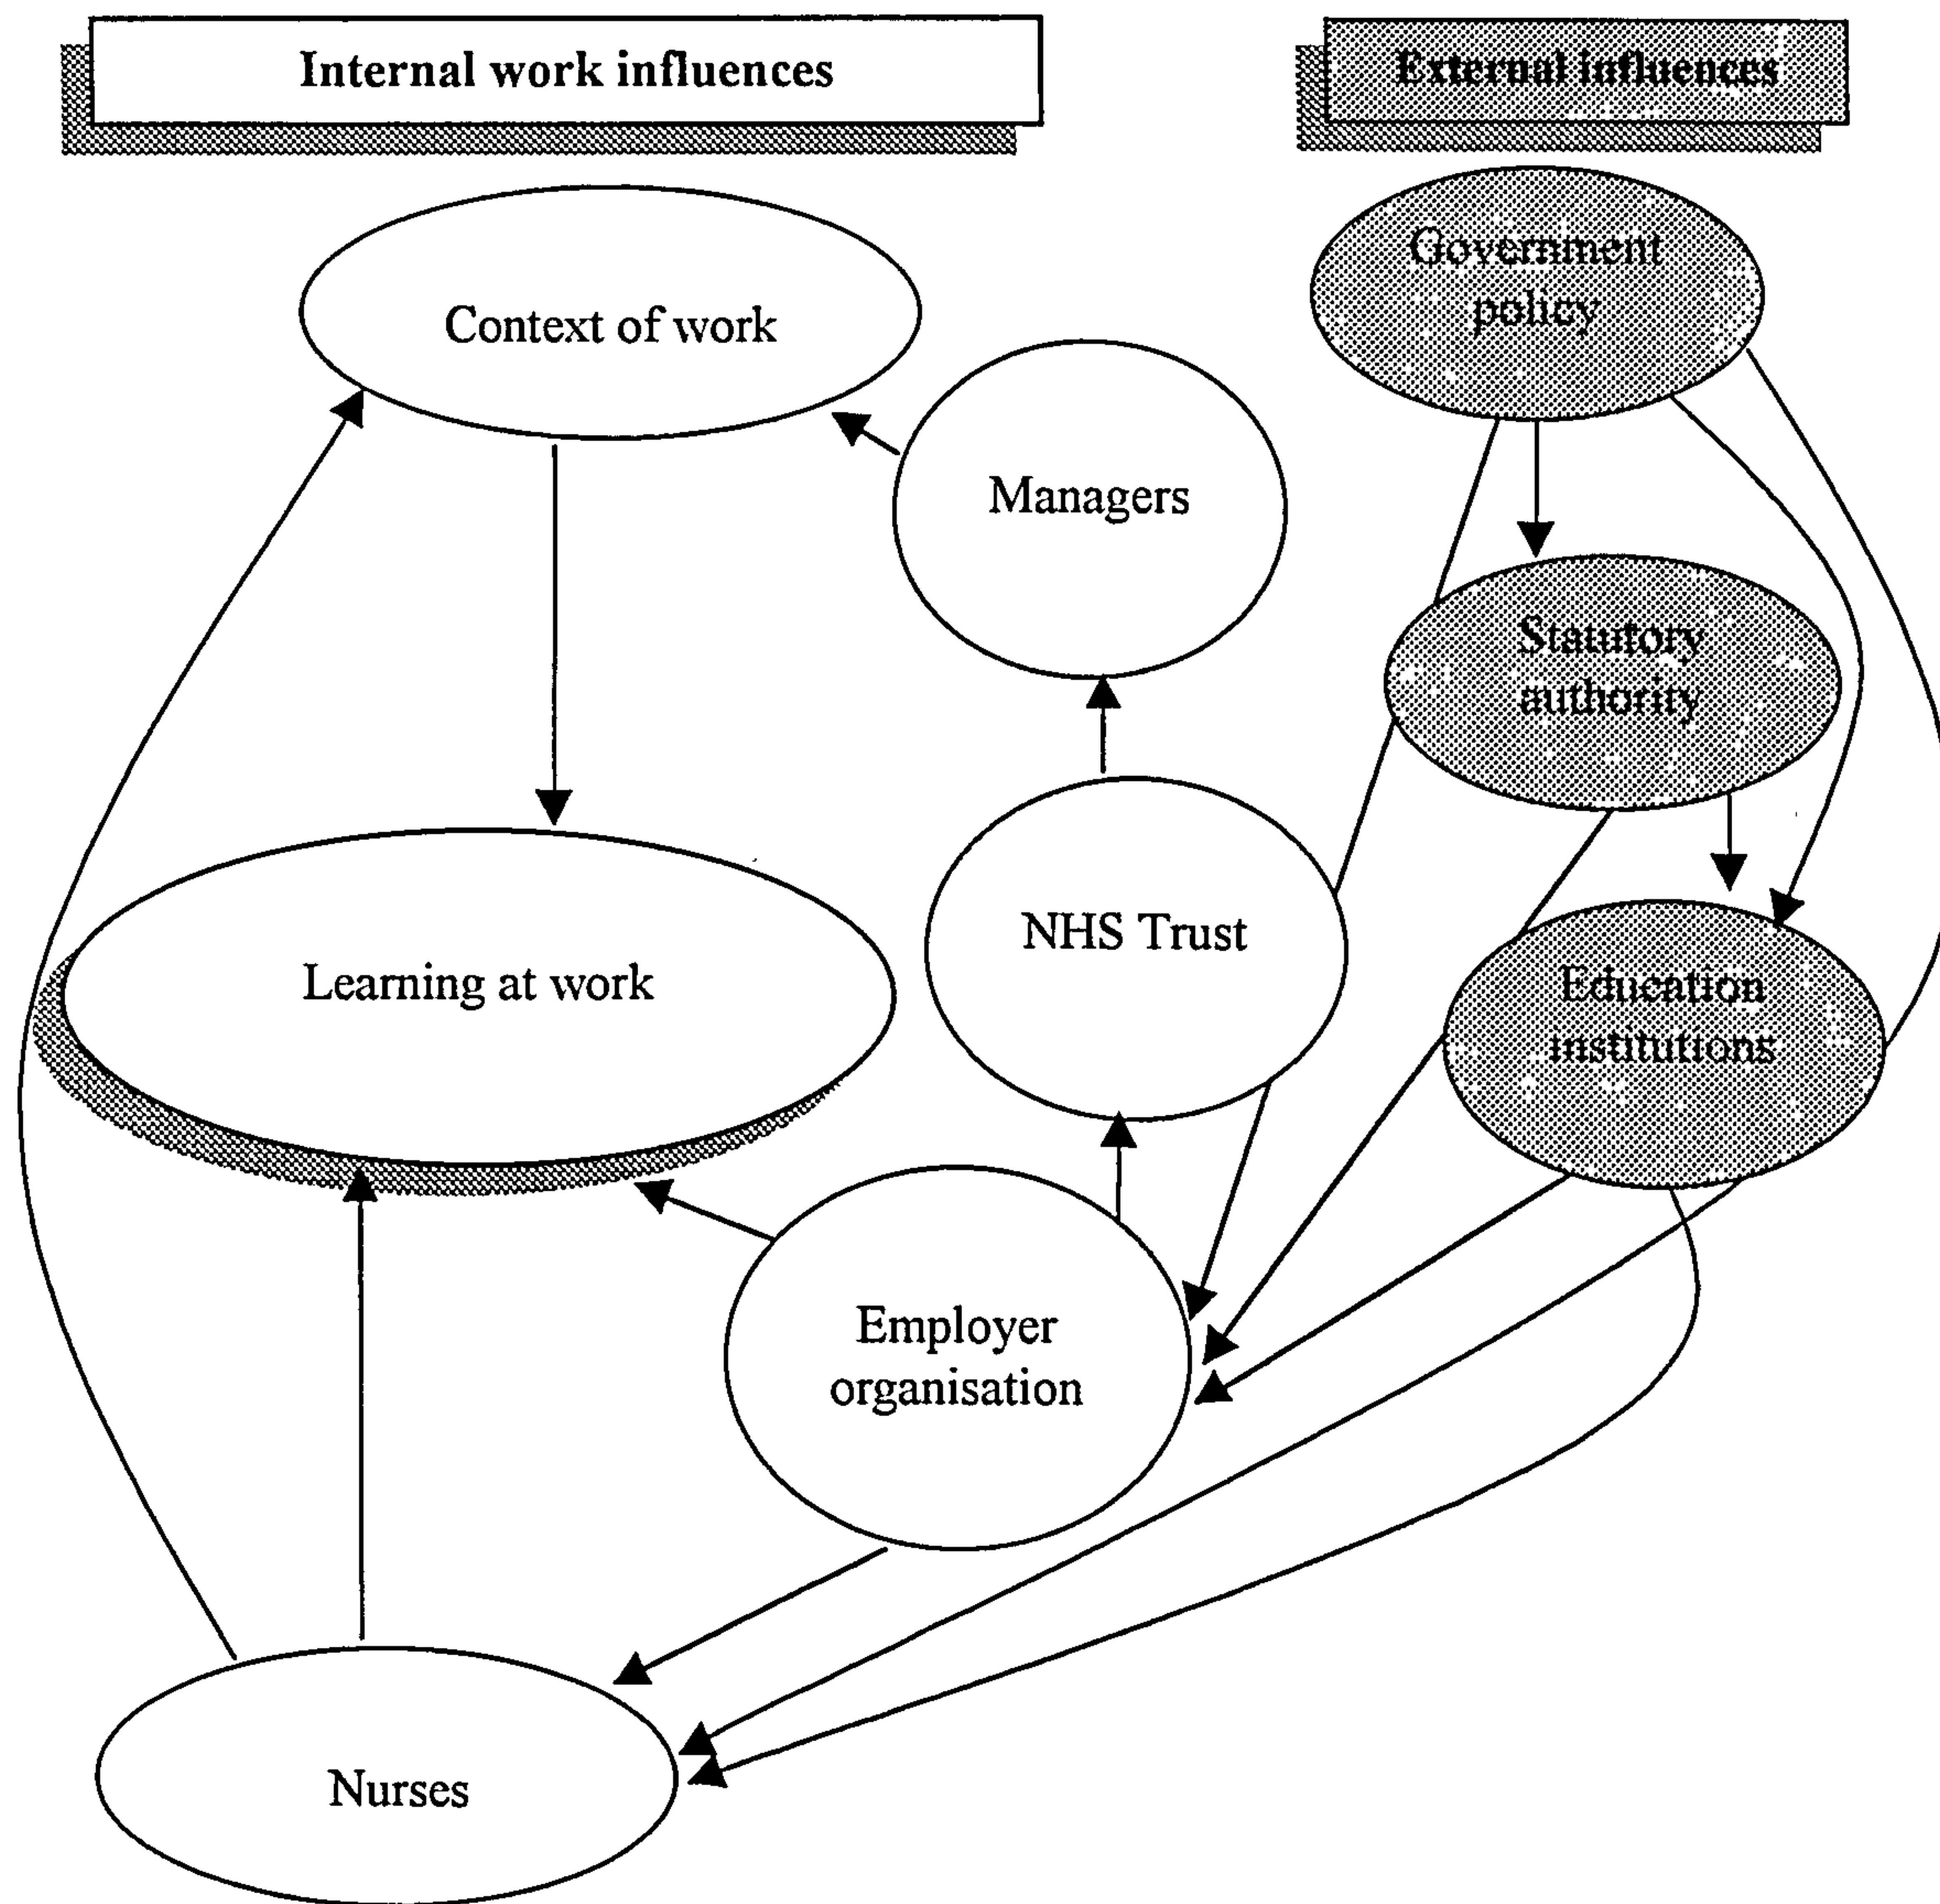 Internal work influences
External influences
Context of work
Government
policy
Managers
Statutory
authority
NHS Trust
Learning at work
Education
institutions
Employer
organisation
Nurses